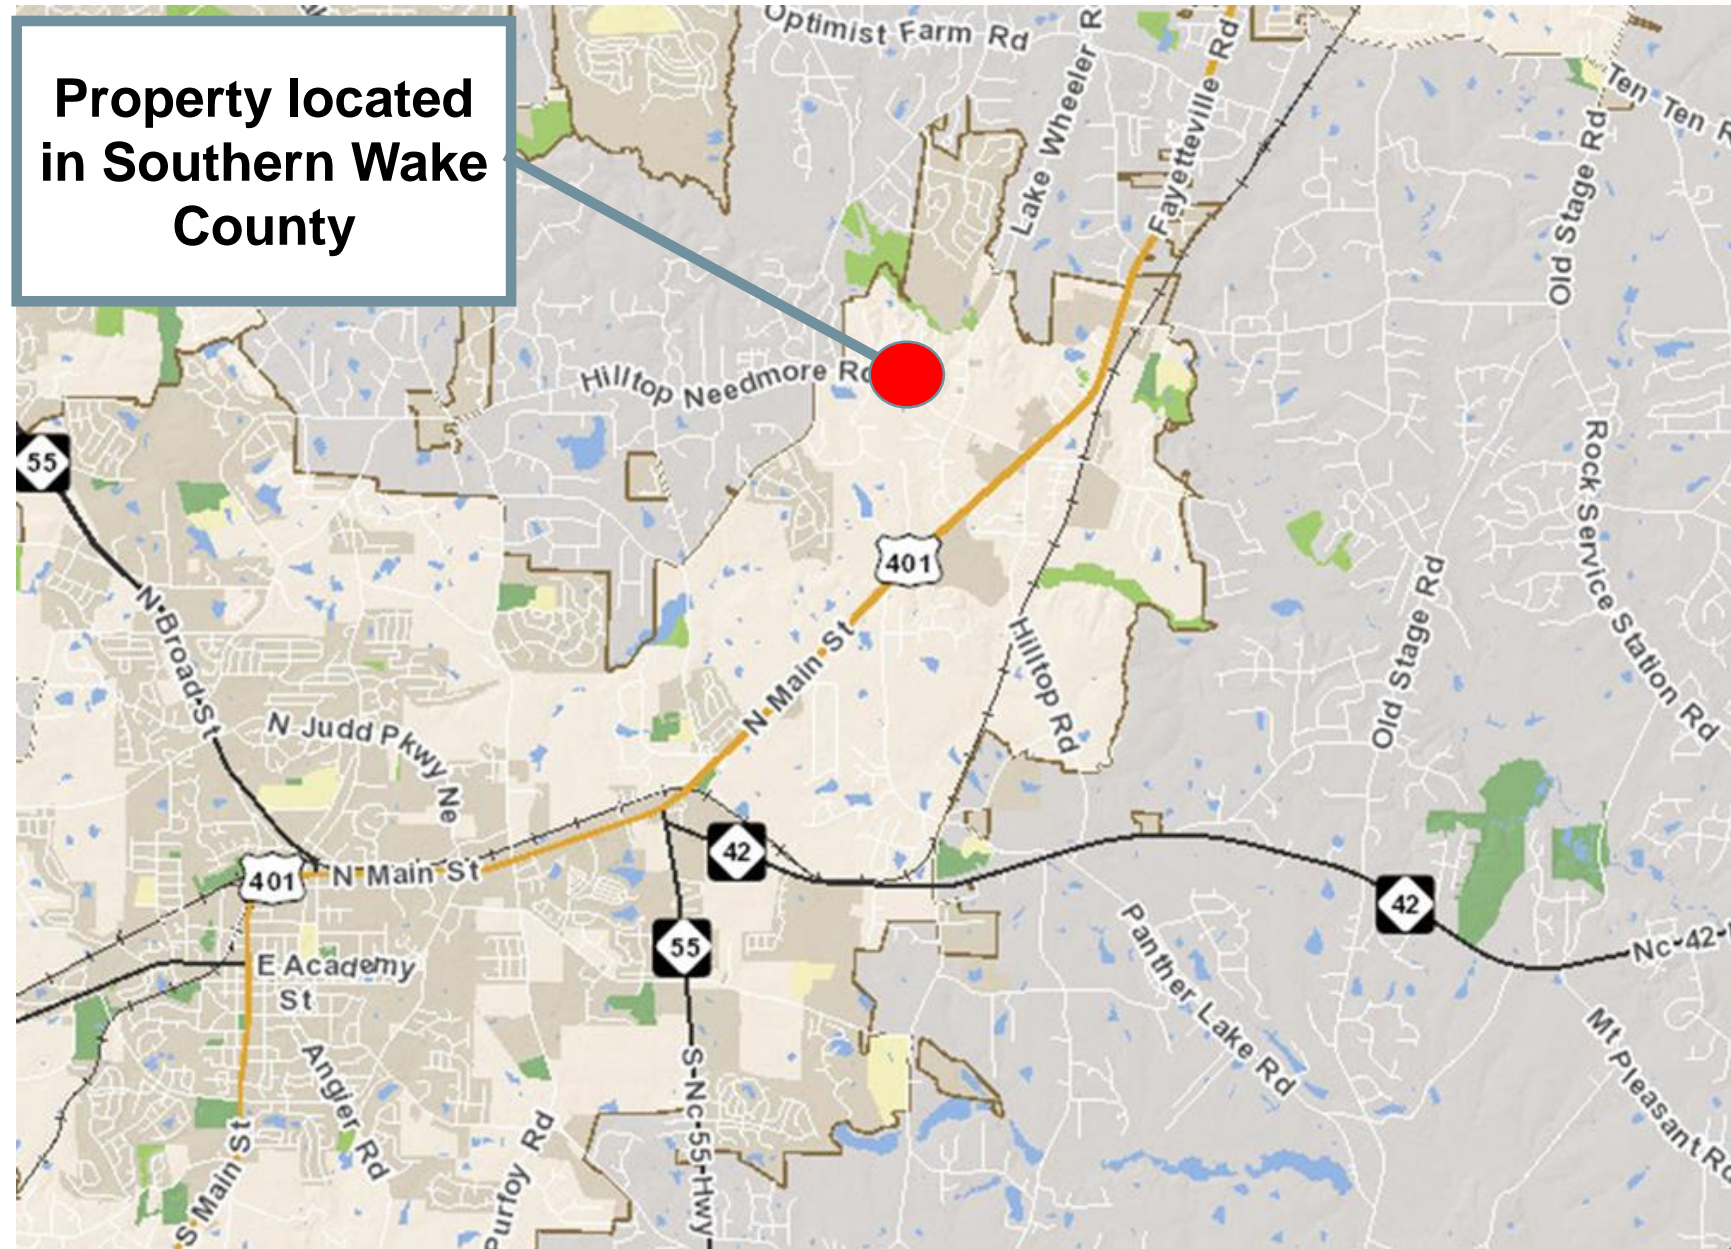 Property located
in Southern Wake
County
Optimist Farm Rd
Lake Wheeler R
Fayetteville Rd
Ten Ten R
Old Stage Rd
Hilltop Needmore Rd
55
Rock Service Station Rd
401
N Broad St
N Main St
Hilltop Rd
Old Stage Rd
N Judd Pkwy Ne
42
401
N Main St
42
55
Nc-42-
E Academy
St
Panther Lake Rd
Mt Pleasant Rd
Angier Rd
S Nc-55-Hwy
S Main St
Purfoy Rd